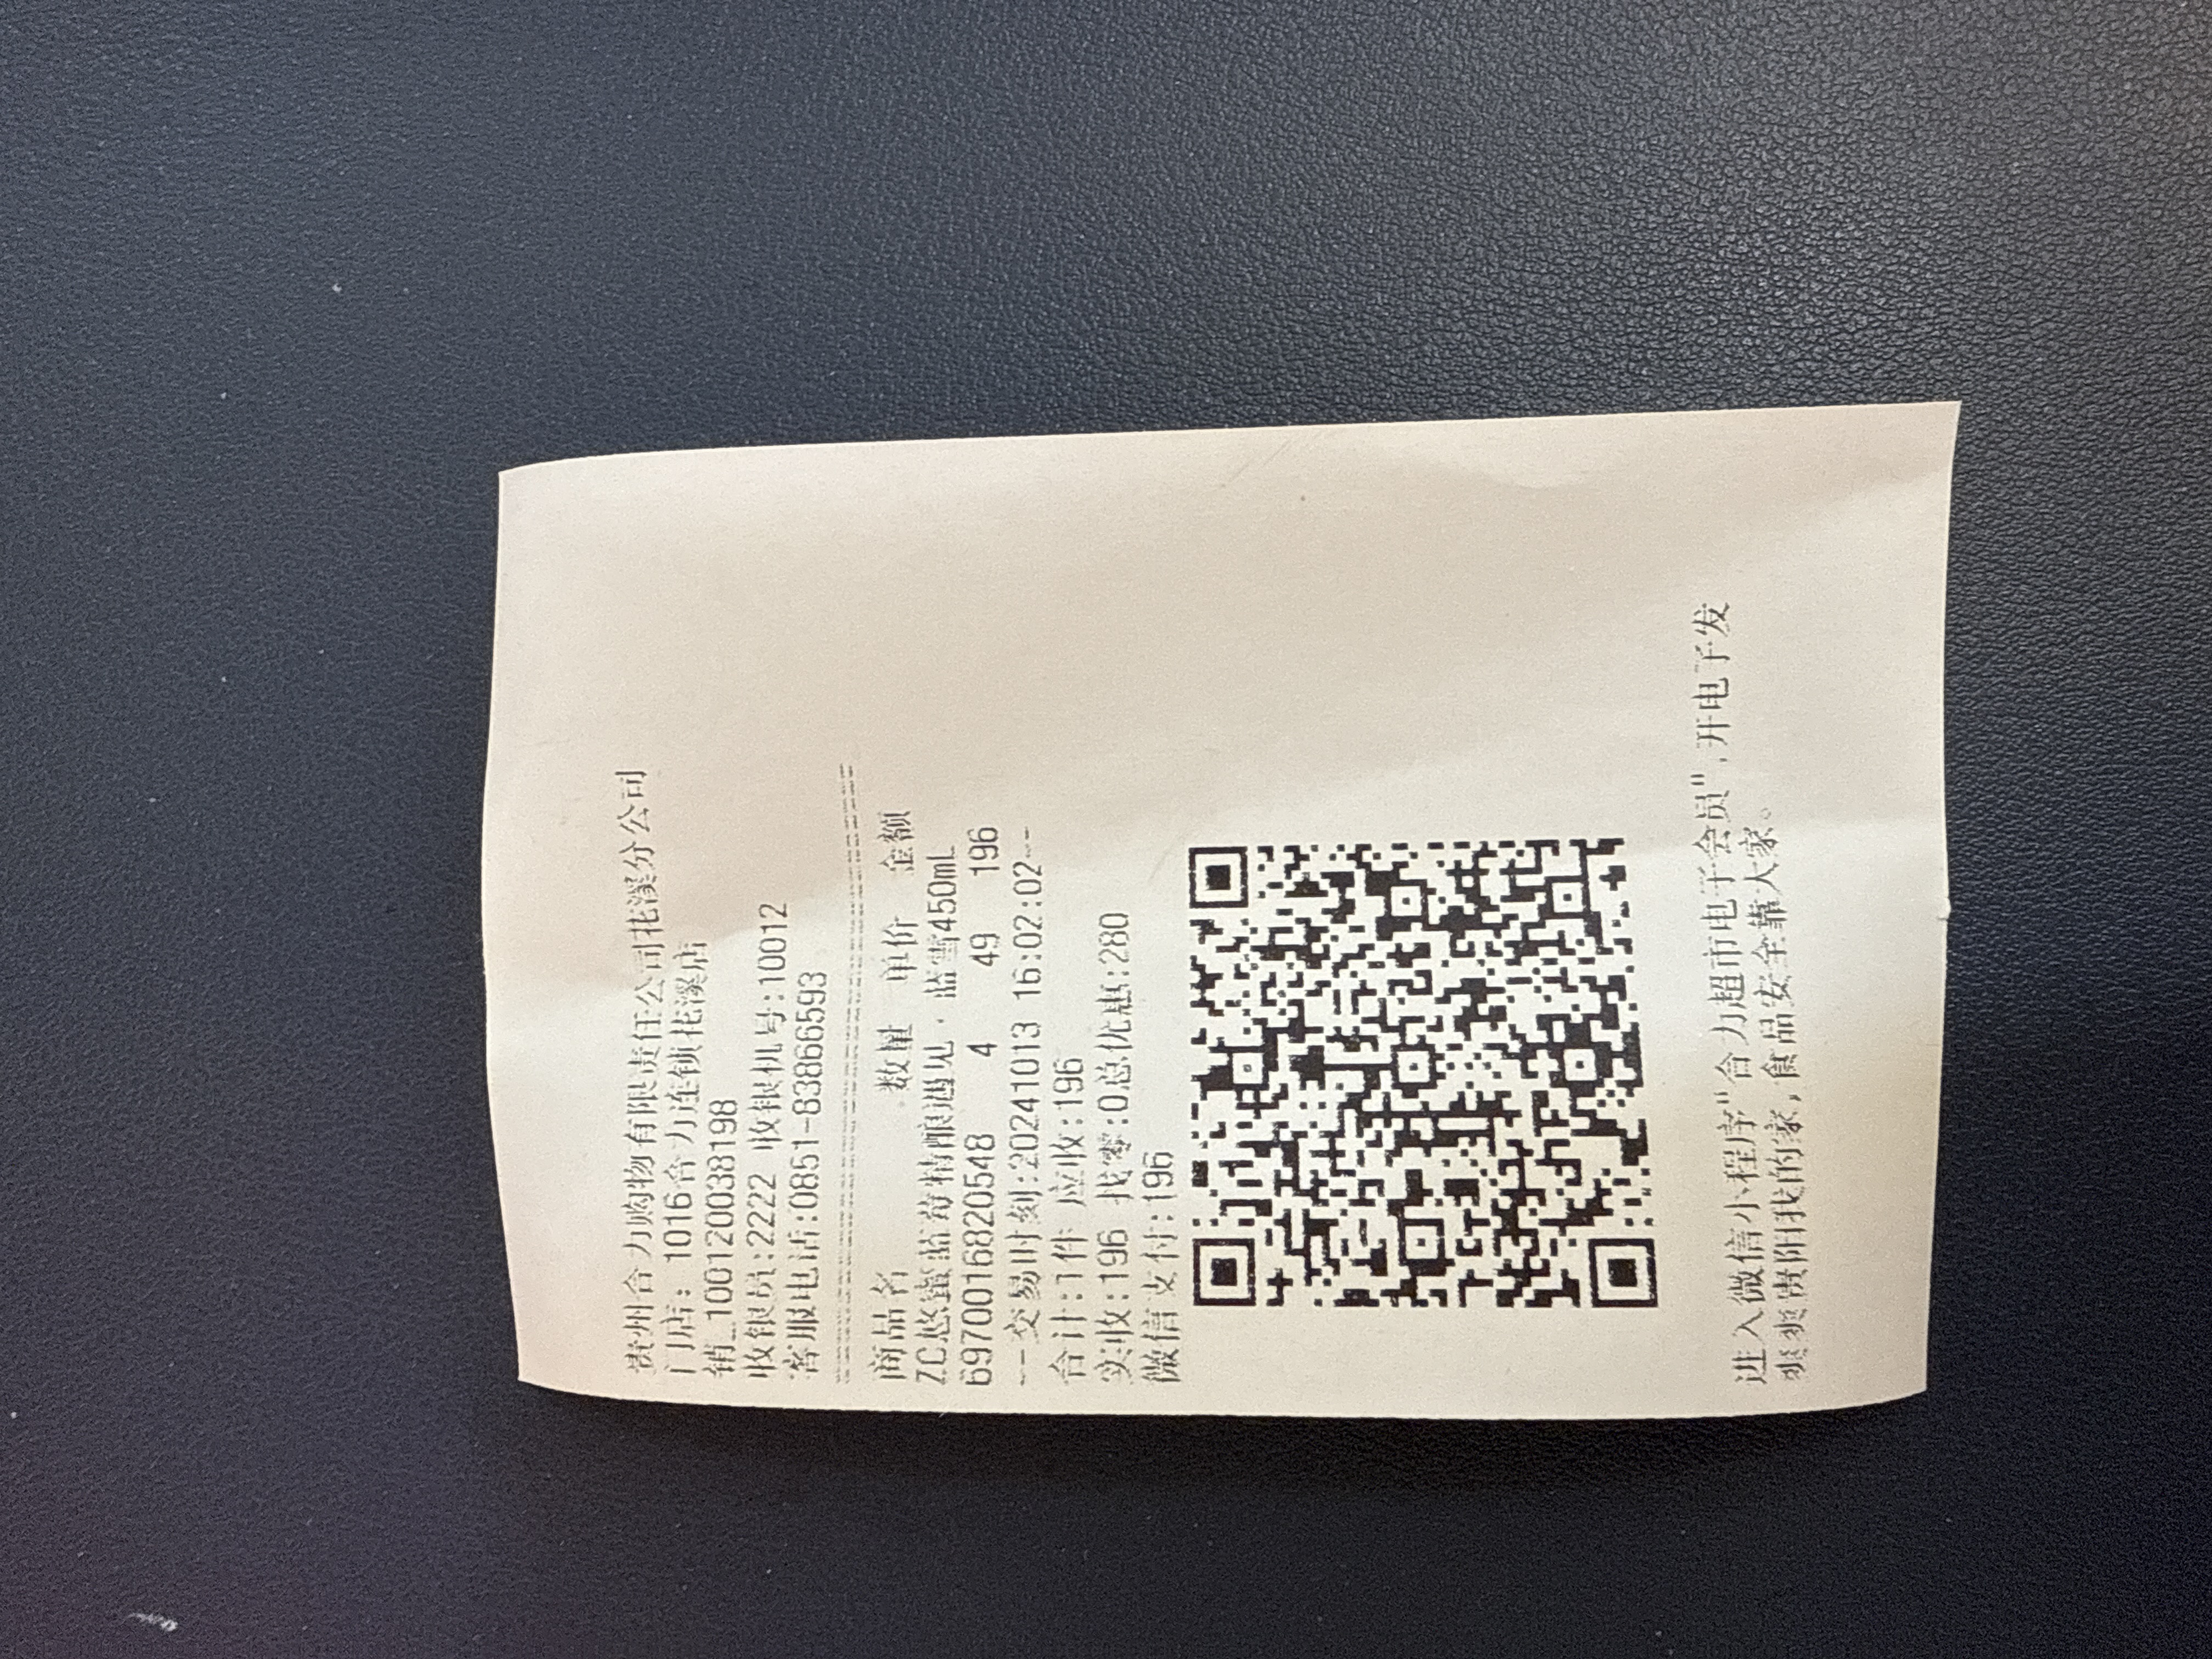 贵州合力购物有限责任公司花溪分公司
门店：1016合力连锁花溪店
销_100120038198
收银员:2222 收银机号:10012
客服电话:0851-83866593
商品名 数量 单价 金额
ZC悠蜜蓝莓精酿遇见·蓝雪450mL
6970016820548 4 49 196
--交易时刻:20241013 16:02:02--
合计:1件 应收:196
实收:196 找零:0总优惠:280
微信支付:196
进入微信小程序"合力超市电子会员",开电子发
爽爽贵阳我的家,食品安全靠大家。